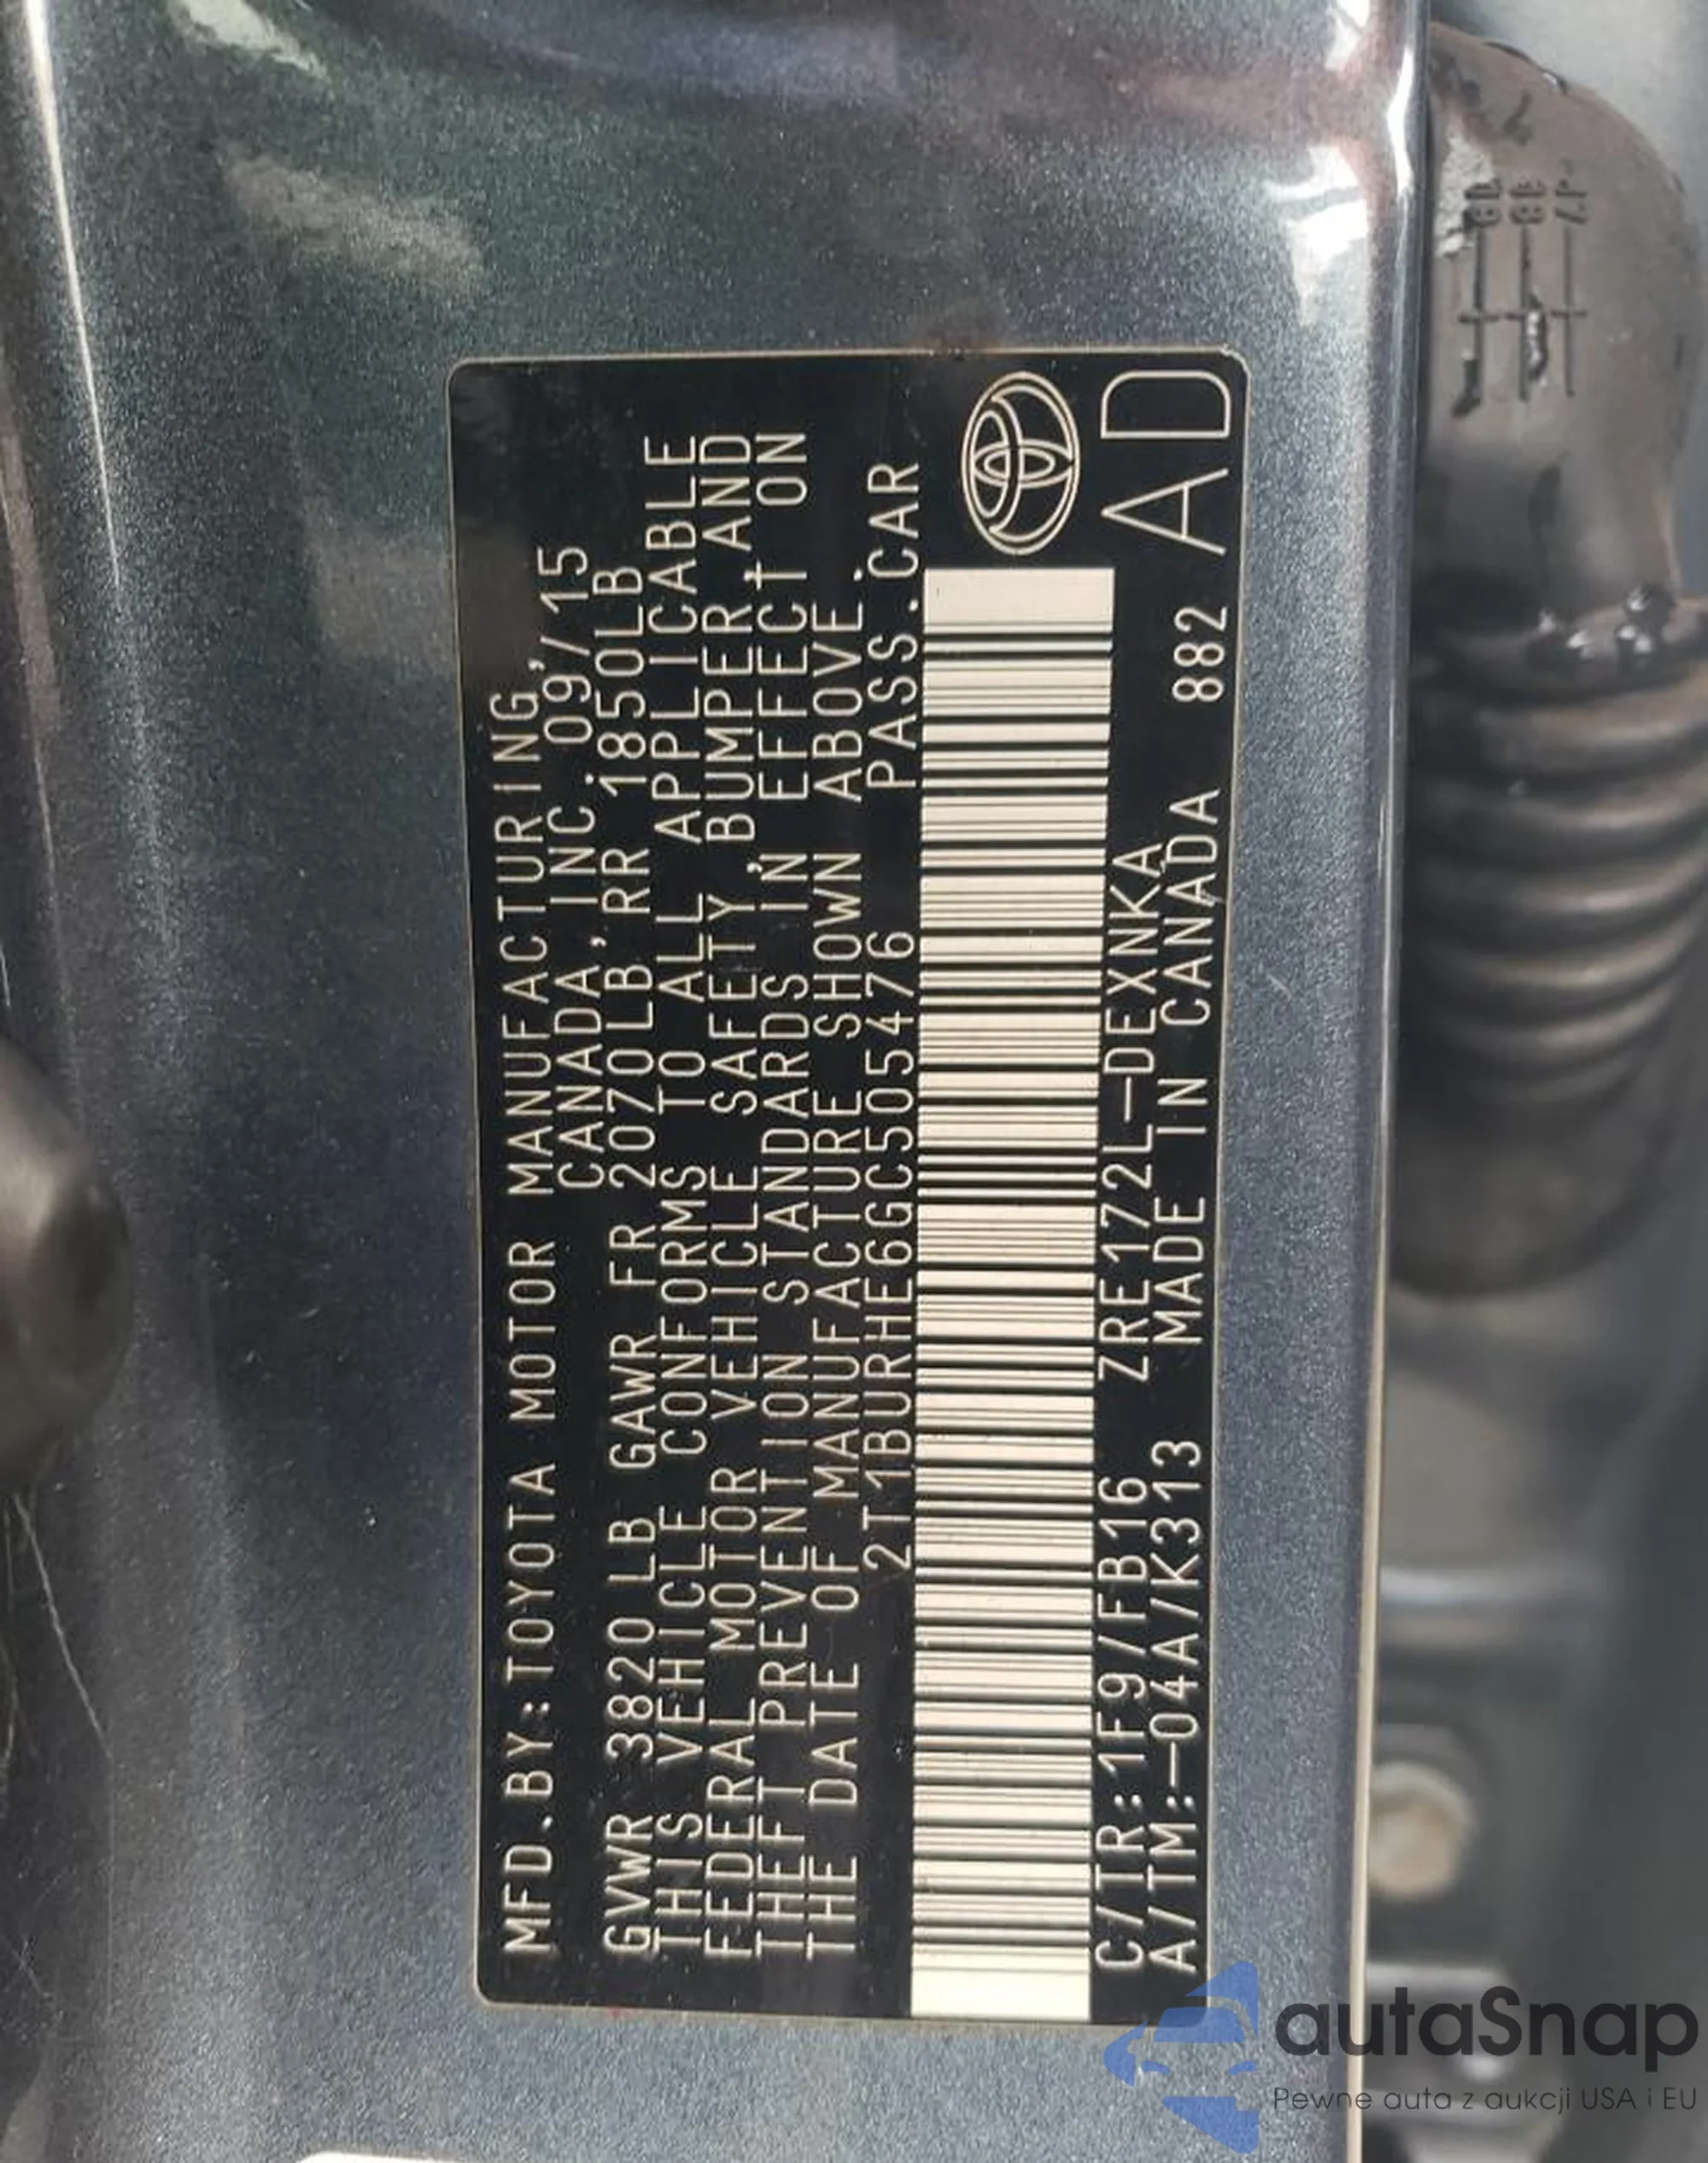 MFD.BY:TOYOTA MOTOR MANUFACTURING,
CANADA, INC. 09/15
GVWR 3820 LB GAWR FR 2070LB, RR 1850LB
THIS VEHICLE CONFORMS TO ALL APPLICABLE
FEDERAL MOTOR VEHICLE SAFETY, BUMPER, AND
THEFT PREVENTION STANDARDS IN EFFECT ON
THE DATE OF MANUFACTURE SHOWN ABOVE.
2T1BURHE6GC505476 PASS.CAR
C/TR:1F9/FB16 ZRE172L-DEXNKA
A/TM:-04A/K313 MADE IN CANADA 882
AD
autaSnap
Pewne auta z aukcji USA i EU